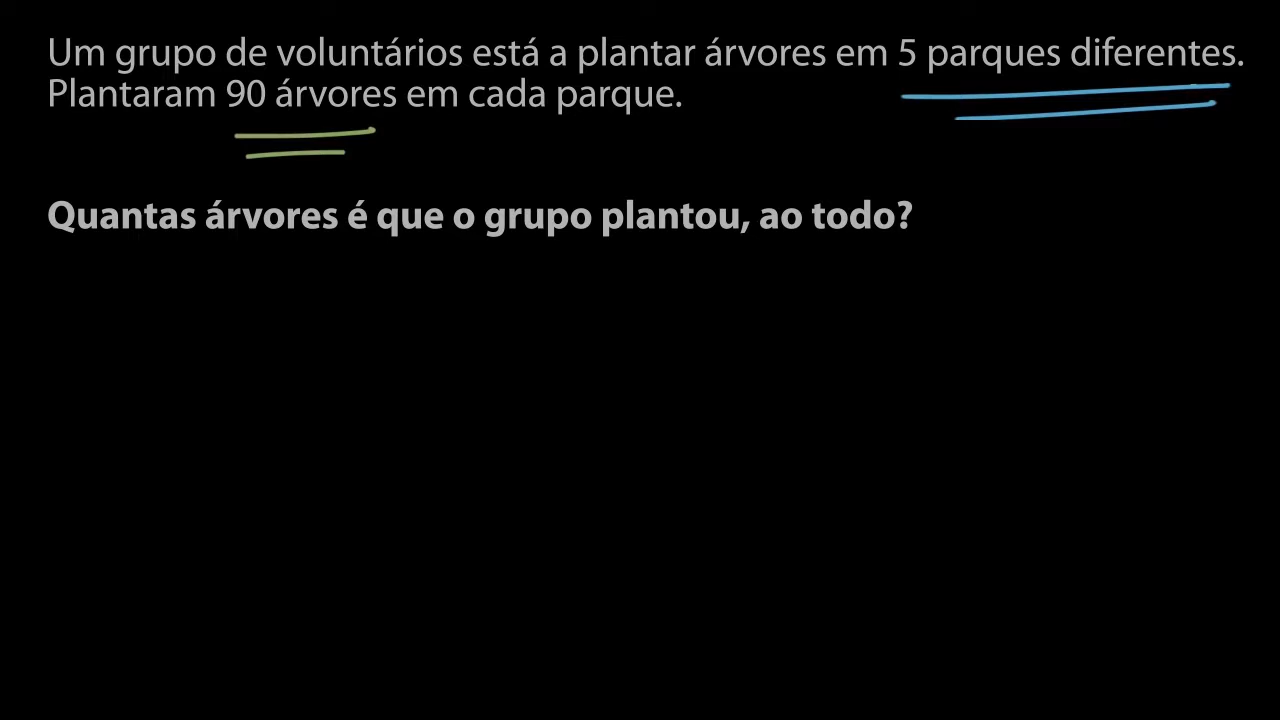 Um grupo de voluntários está a plantar árvores em 5 parques diferentes.
Plantaram 90 árvores em cada parque.
Quantas árvores é que o grupo plantou, ao todo?